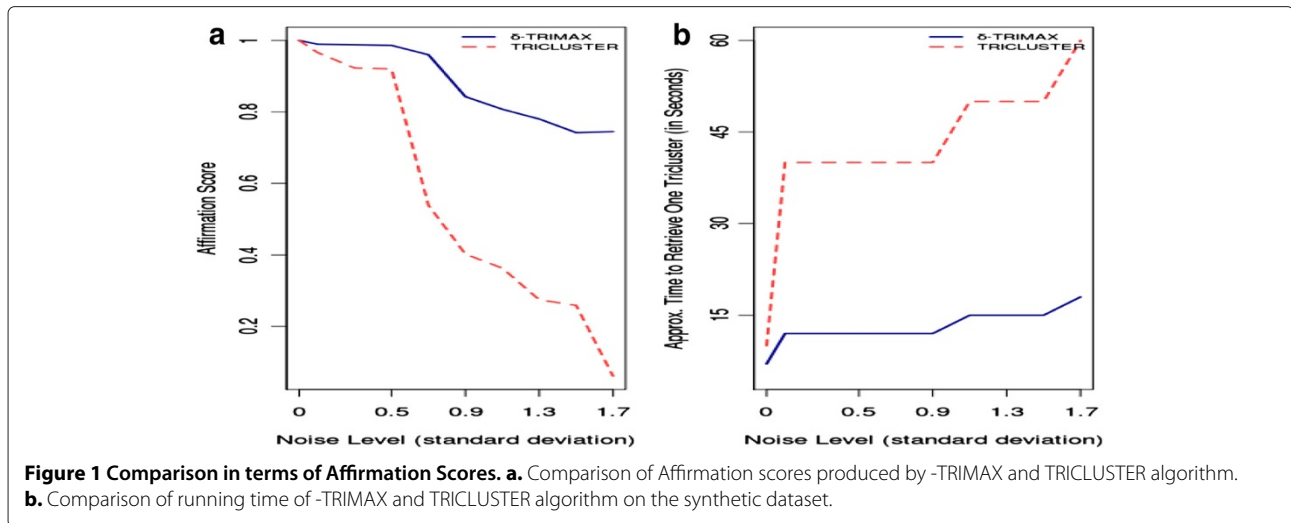 a
δ-TRIMAX
TRICLUSTER
Affirmation Score
1
0.8
0.6
0.4
0.2
0
0.5
0.9
1.3
1.7
Noise Level (standard deviation)
b
δ-TRIMAX
TRICLUSTER
Approx. Time to Retrieve One Tricluster (in Seconds)
60
45
30
15
0
0.5
0.9
1.3
1.7
Noise Level (standard deviation)
Figure 1 Comparison in terms of Affirmation Scores. a. Comparison of Affirmation scores produced by -TRIMAX and TRICLUSTER algorithm.
b. Comparison of running time of -TRIMAX and TRICLUSTER algorithm on the synthetic dataset.